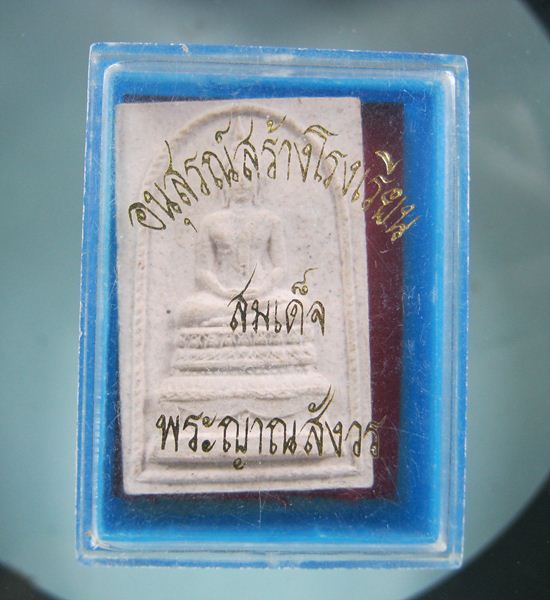 อนุสรณ์สร้างโรงเรียน
สมเด็จ
พระญาณสังวร